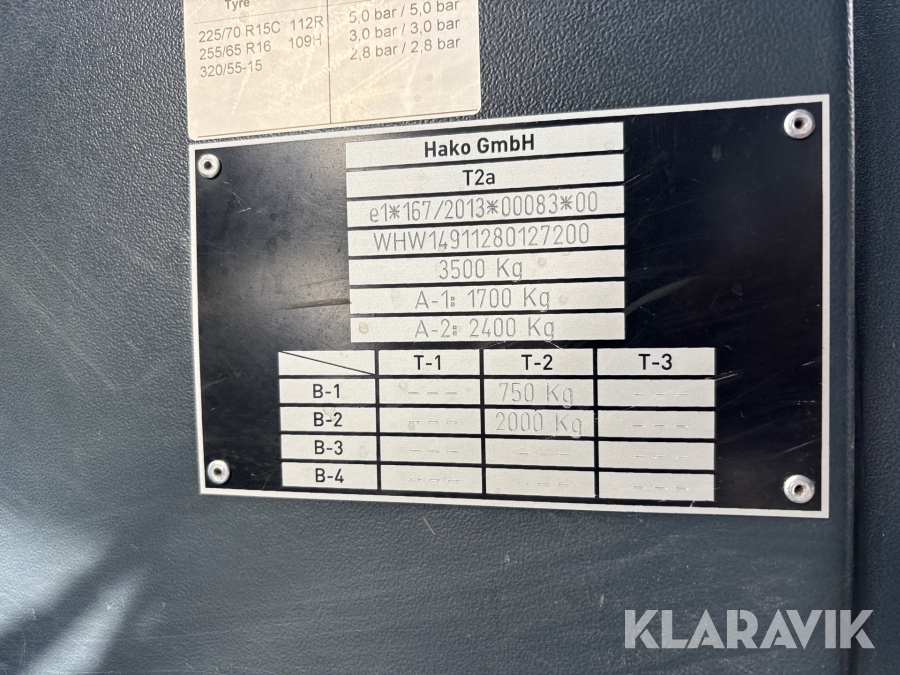 Tyre
225/70 R15C 112R 5,0 bar / 5,0 bar
255/65 R16 109H 3,0 bar / 3,0 bar
320/55-15 2,8 bar / 2,8 bar
Hako GmbH
T2a
e1*167/2013*00083*00
WHW14911280127200
3500 Kg
A-1: 1700 Kg
A-2: 2400 Kg
T-1 T-2 T-3
B-1 --- 750 Kg ---
B-2 --- 2000 Kg ---
B-3 --- --- ---
B-4 --- --- ---
KLARAVIK